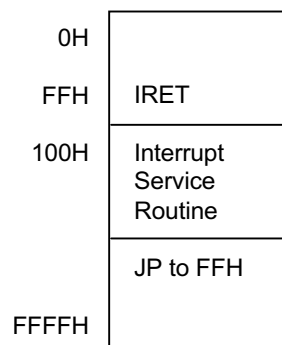 0H
FFH IRET
100H Interrupt
Service
Routine
JP to FFH
FFFFH